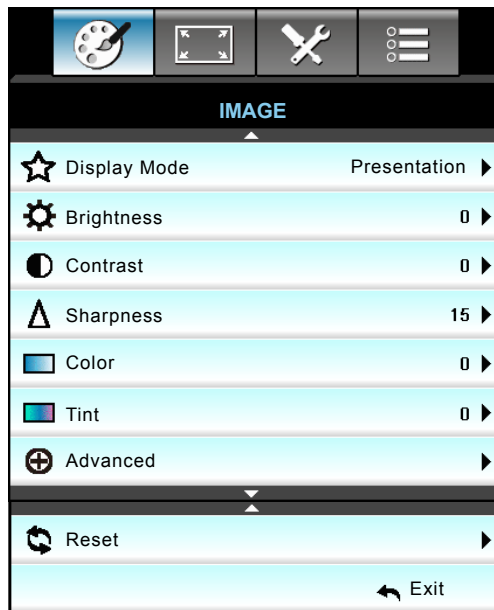 IMAGE
Display Mode Presentation
Brightness 0
Contrast 0
Sharpness 15
Color 0
Tint 0
Advanced
Reset
Exit